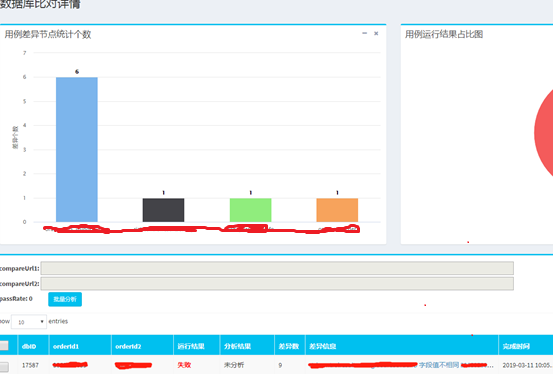 数据库比对详情
用例差异节点统计个数
用例运行结果占比图
7
6
5
4
3
2
1
0
差异个数
6
1
1
1
compareUrl1:
compareUrl2:
passRate: 0
批量分析
how 10 entries
dbID orderId1 orderId2 运行结果 分析结果 差异数 差异信息 完成时间
17587 失败 未分析 9 字段值不相同 ... 2019-03-11 10:05.